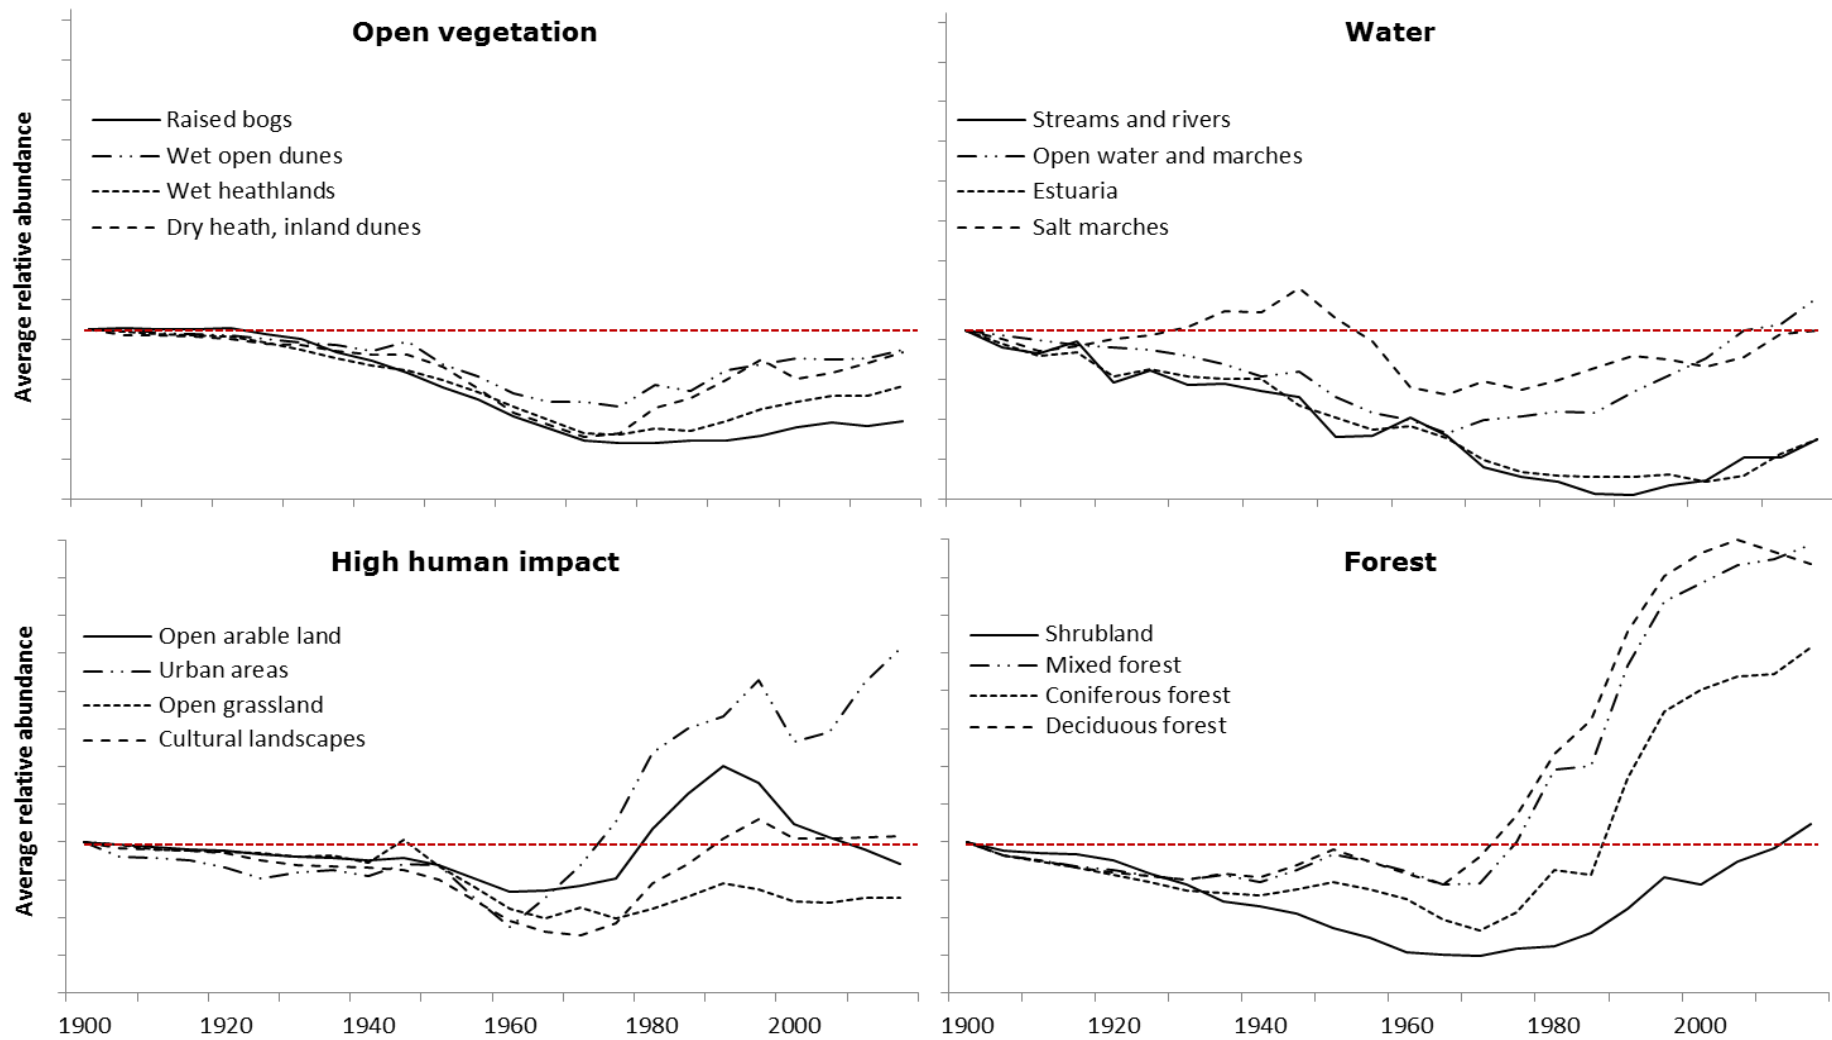 Open vegetation
Average relative abundance
Raised bogs
Wet open dunes
Wet heathlands
Dry heath, inland dunes
Water
Streams and rivers
Open water and marches
Estuaria
Salt marches
High human impact
Average relative abundance
Open arable land
Urban areas
Open grassland
Cultural landscapes
1900 1920 1940 1960 1980 2000
Forest
Shrubland
Mixed forest
Coniferous forest
Deciduous forest
1900 1920 1940 1960 1980 2000